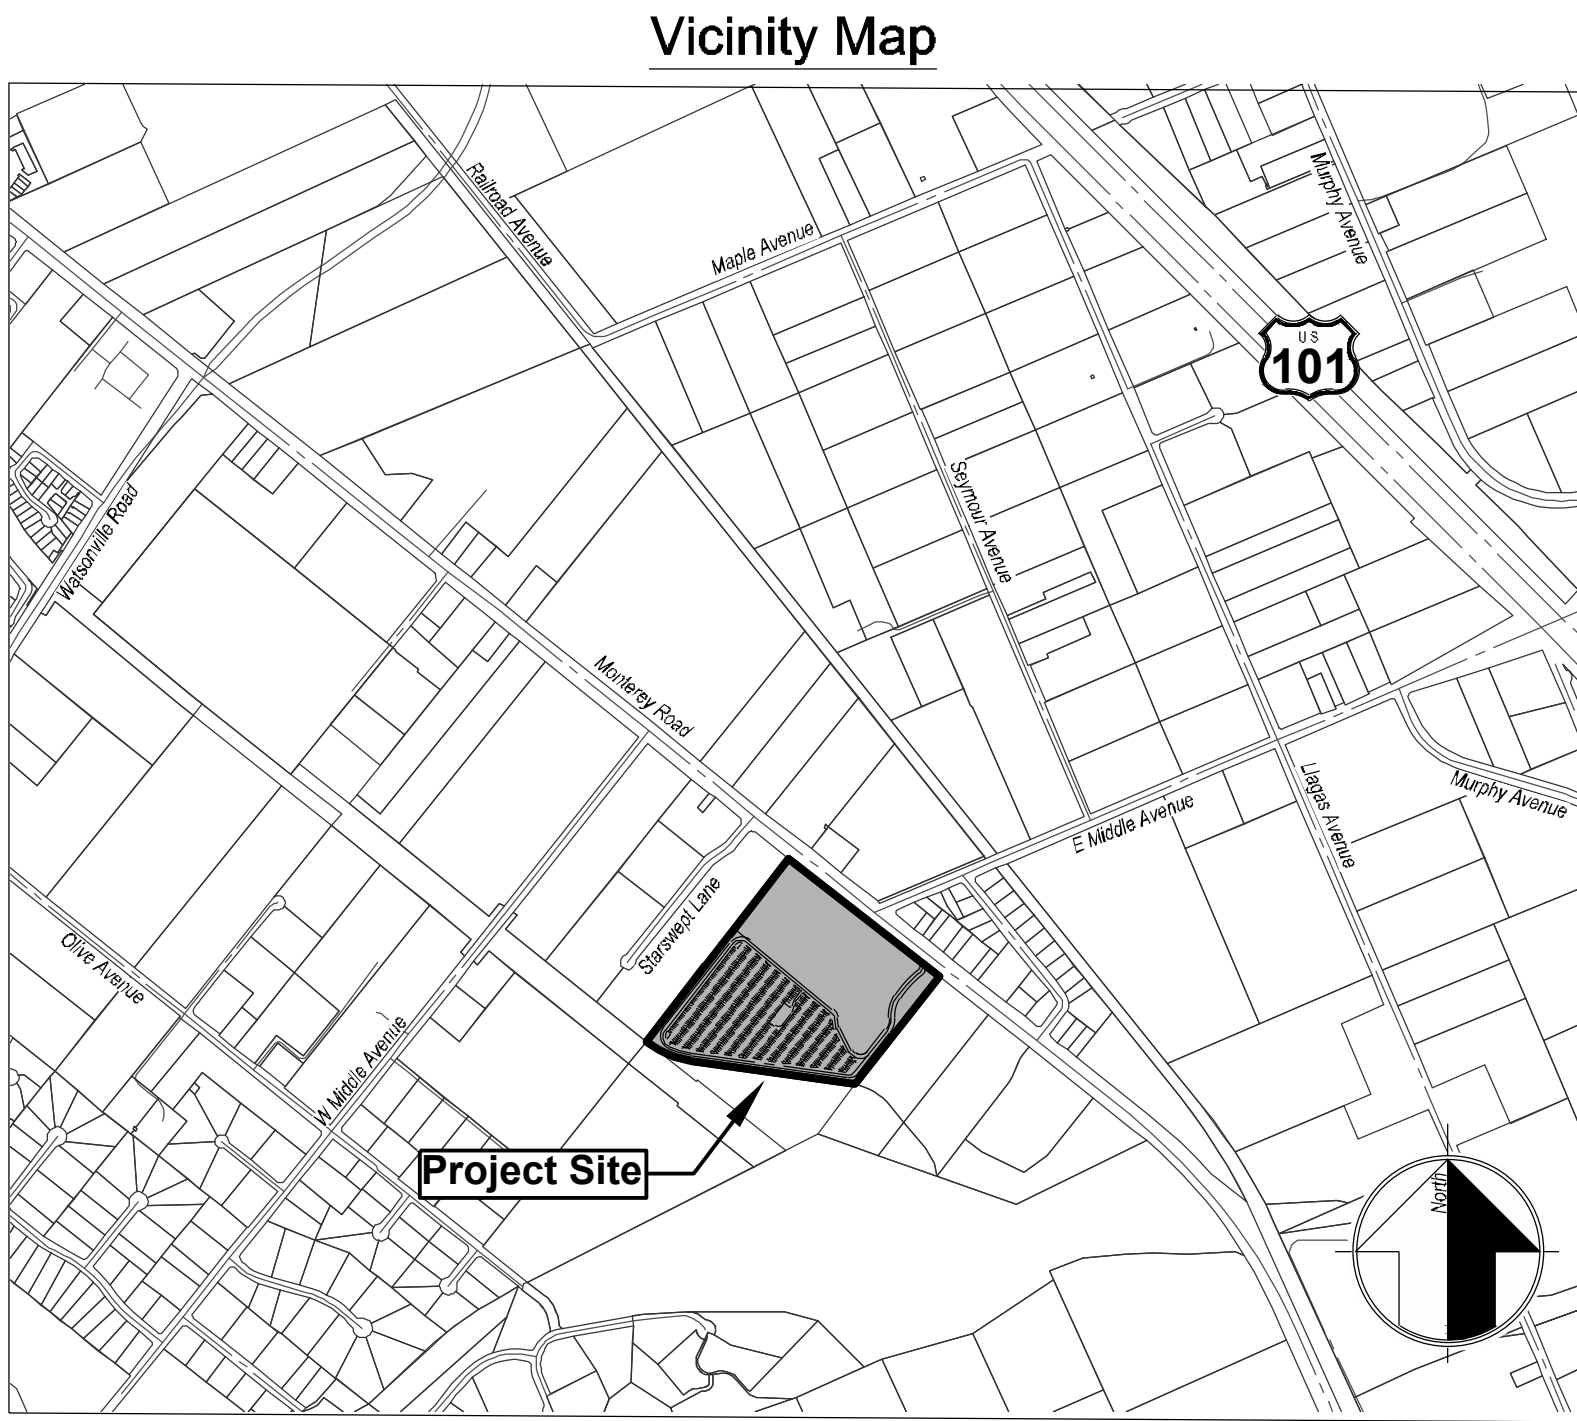 Vicinity Map
Railroad Avenue
Murphy Avenue
Maple Avenue
US
101
Seymour Avenue
Watsonville Road
Monterey Road
Llagas Avenue
Murphy Avenue
E Middle Avenue
Starswept Lane
Olive Avenue
W Middle Avenue
Project Site
North